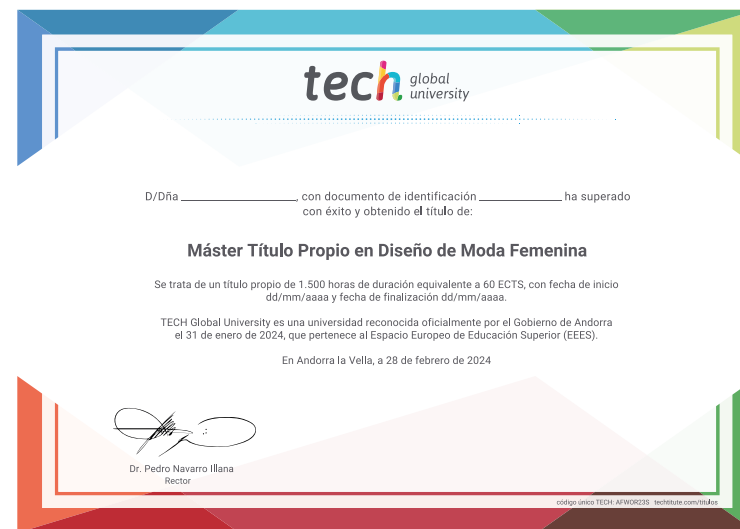 tech global university
D/Dña ______________, con documento de identificación ______________ ha superado
con éxito y obtenido el título de:
Máster Título Propio en Diseño de Moda Femenina
Se trata de un título propio de 1.500 horas de duración equivalente a 60 ECTS, con fecha de inicio
dd/mm/aaaa y fecha de finalización dd/mm/aaaa.
TECH Global University es una universidad reconocida oficialmente por el Gobierno de Andorra
el 31 de enero de 2024, que pertenece al Espacio Europeo de Educación Superior (EEES).
En Andorra la Vella, a 28 de febrero de 2024
Dr. Pedro Navarro Illana
Rector
código único TECH: AFWOR23S techtitute.com/titulos